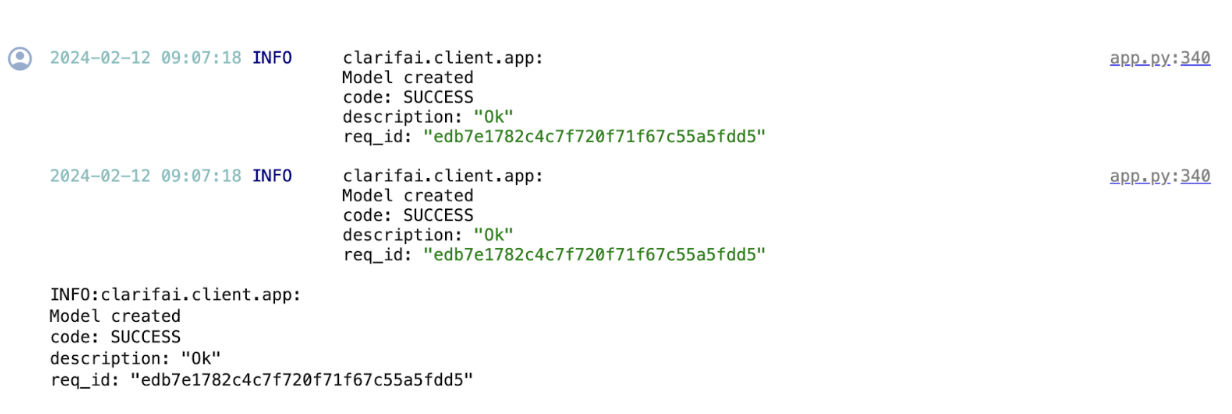 2024-02-12 09:07:18 INFO clarifai.client.app: app.py:340
Model created
code: SUCCESS
description: "Ok"
req_id: "edb7e1782c4c7f720f71f67c55a5fdd5"
2024-02-12 09:07:18 INFO clarifai.client.app: app.py:340
Model created
code: SUCCESS
description: "Ok"
req_id: "edb7e1782c4c7f720f71f67c55a5fdd5"
INFO:clarifai.client.app:
Model created
code: SUCCESS
description: "Ok"
req_id: "edb7e1782c4c7f720f71f67c55a5fdd5"